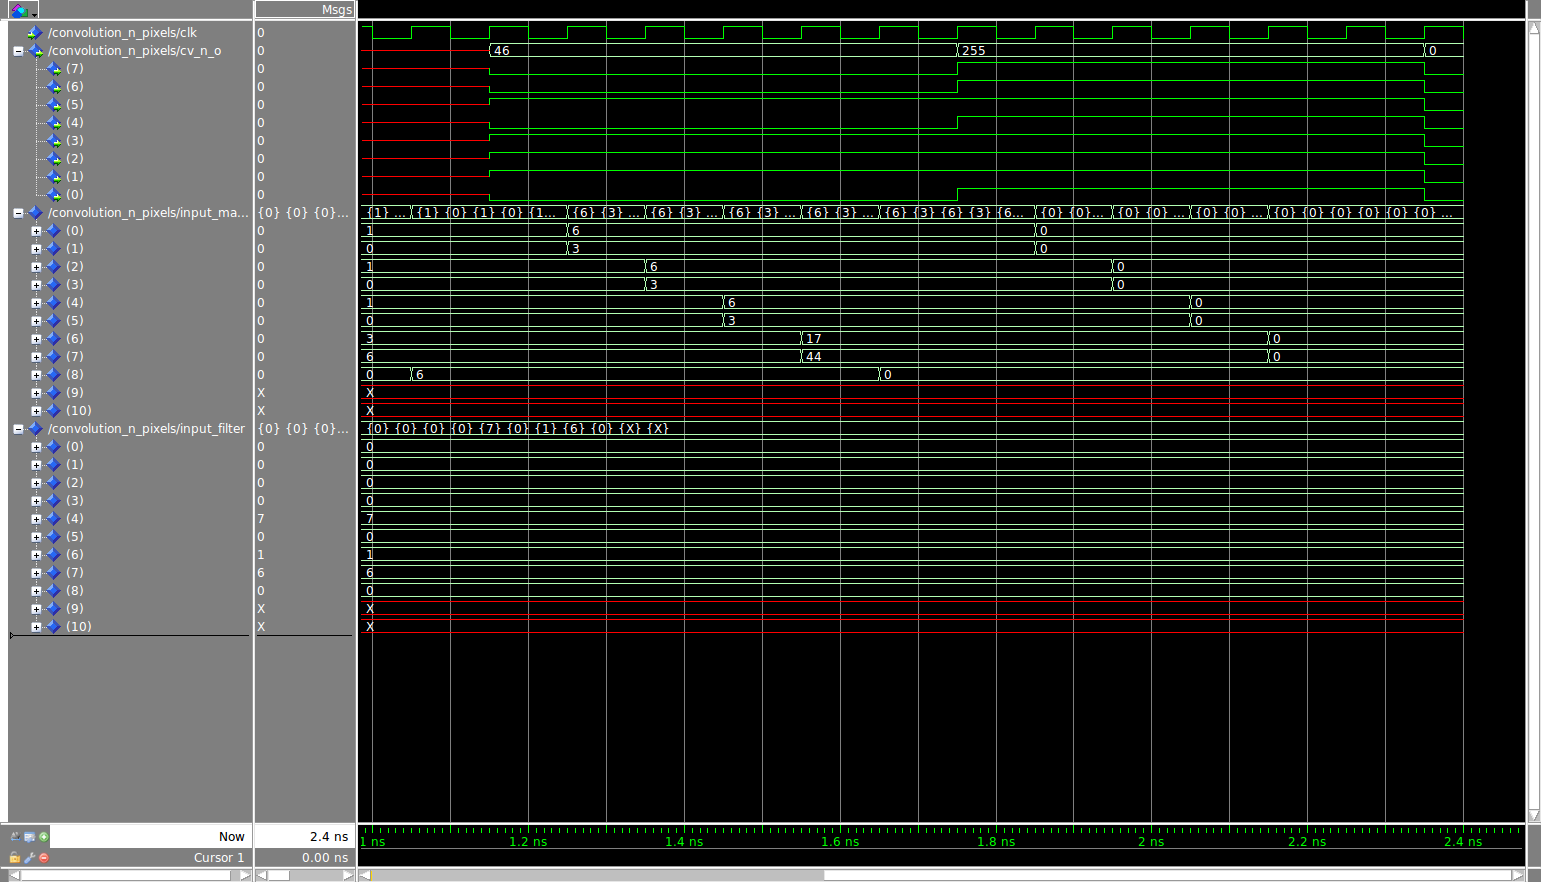 Msgs
/convolution_n_pixels/clk 0
/convolution_n_pixels/cv_n_o 0 46 255 0
(7) 0
(6) 0
(5) 0
(4) 0
(3) 0
(2) 0
(1) 0
(0) 0
/convolution_n_pixels/input_ma... {0} {0} {0}... {1} ... {1} {0} {1} {0} {1... {6} {3} ... {6} {3} ... {6} {3} ... {6} {3} ... {6} {3} {6} {3} {6... {0} {0}... {0} {0} ... {0} {0} ... {0} {0} {0} {0} {0} {0} ...
(0) 0 1 6 0
(1) 0 0 3 0
(2) 0 1 6 0
(3) 0 0 3 0
(4) 0 1 6 0
(5) 0 0 3 0
(6) 0 3 17 0
(7) 0 6 44 0
(8) 0 0 6 0
(9) X X
(10) X X
/convolution_n_pixels/input_filter {0} {0} {0}... {0} {0} {0} {0} {7} {0} {1} {6} {0} {X} {X}
(0) 0 0
(1) 0 0
(2) 0 0
(3) 0 0
(4) 7 7
(5) 0 0
(6) 1 1
(7) 6 6
(8) 0 0
(9) X X
(10) X X
Now 2.4 ns 1 ns 1.2 ns 1.4 ns 1.6 ns 1.8 ns 2 ns 2.2 ns 2.4 ns
Cursor 1 0.00 ns